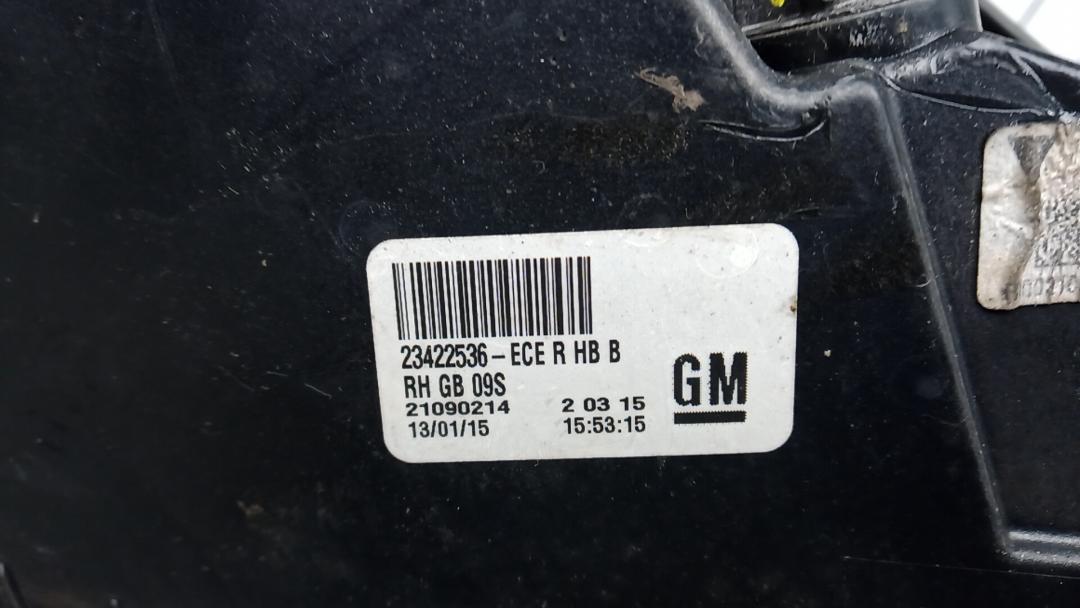 23422536-ECE R HB B
RH GB 09S
21090214 2 03 15
13/01/15 15:53:15
GM